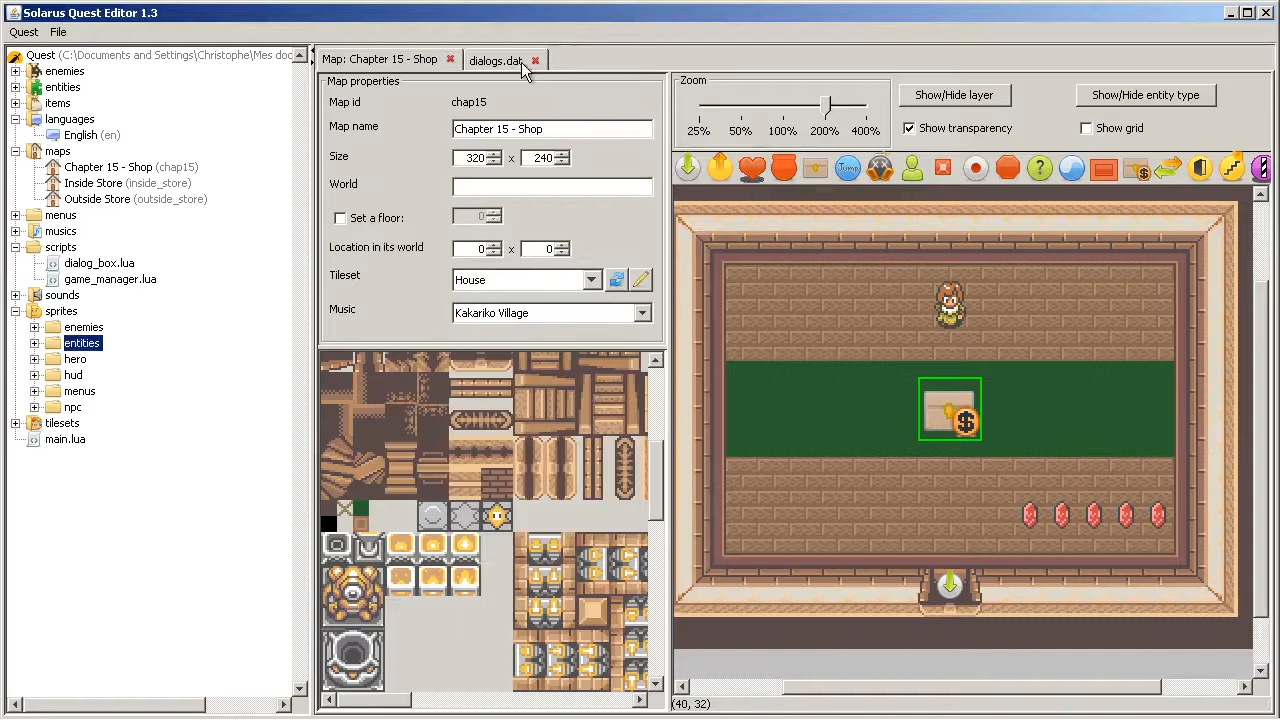 Solarus Quest Editor 1.3
Quest File
Quest (C:\Documents and Settings\Christophe\Mes doc
enemies
entities
items
languages
English (en)
maps
Chapter 15 - Shop (chap15)
Inside Store (inside_store)
Outside Store (outside_store)
menus
musics
scripts
dialog_box.lua
game_manager.lua
sounds
sprites
enemies
entities
hero
hud
menus
npc
tilesets
main.lua
Map: Chapter 15 - Shop
dialogs.dat
Map properties
Map id chap15
Map name Chapter 15 - Shop
Size 320 x 240
World
Set a floor: 0
Location in its world 0 x 0
Tileset House
Music Kakariko Village
Zoom
25% 50% 100% 200% 400%
Show/Hide layer
Show/Hide entity type
Show transparency
Show grid
Jump
?
$
$
(40, 32)